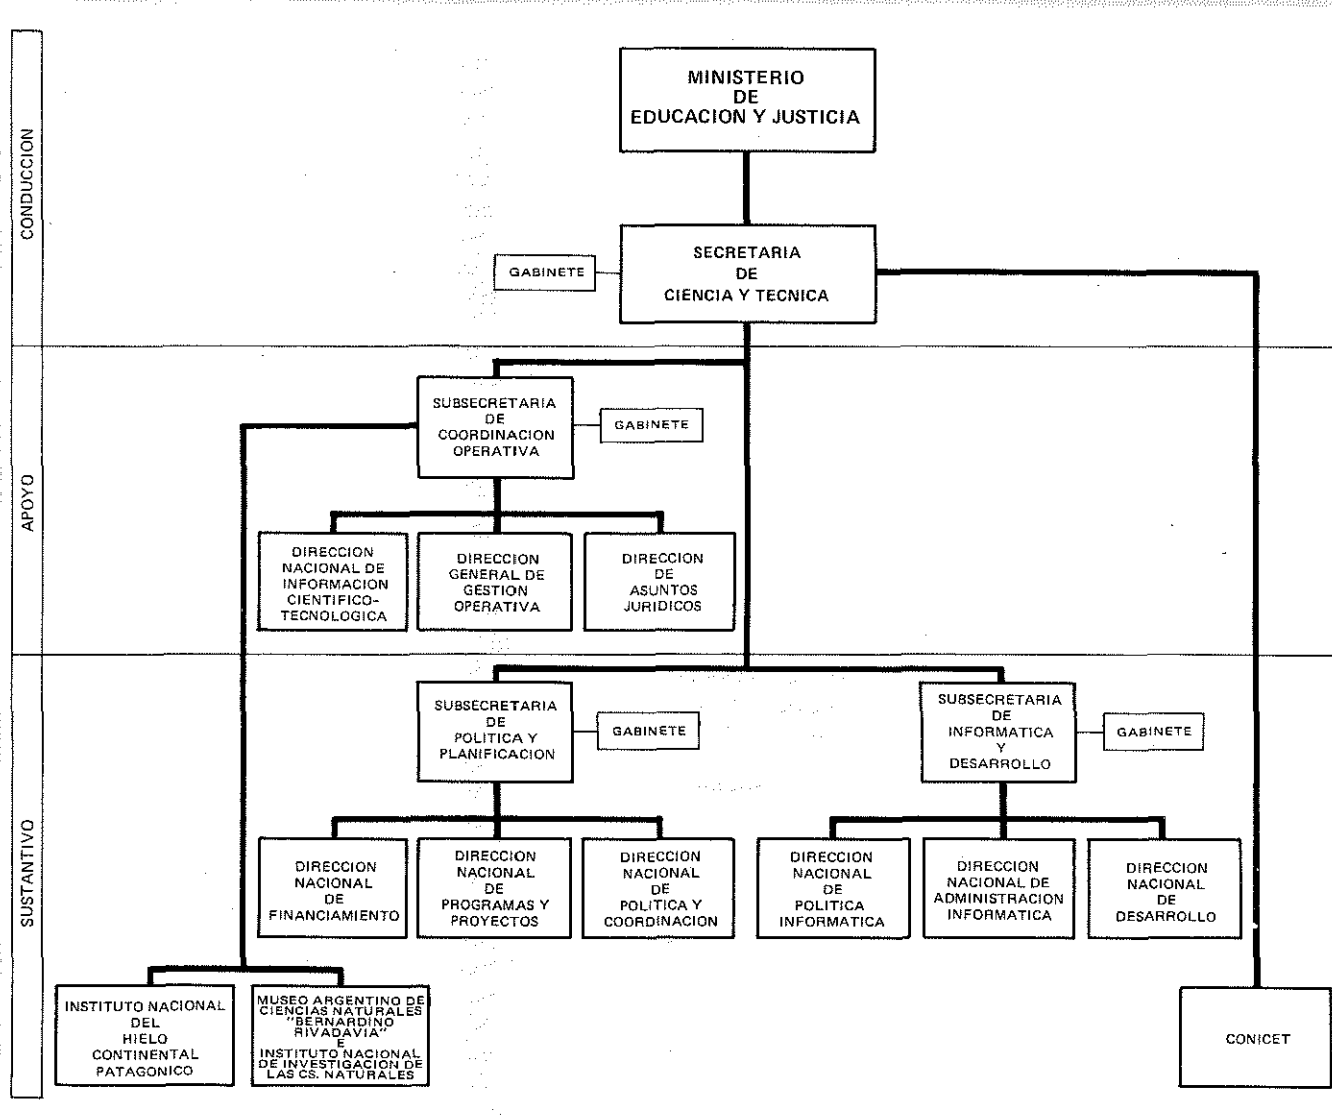 CONDUCCION
MINISTERIO
DE
EDUCACION Y JUSTICIA
GABINETE
SECRETARIA
DE
CIENCIA Y TECNICA
APOYO
SUBSECRETARIA
DE
COORDINACION
OPERATIVA
GABINETE
DIRECCION
NACIONAL DE
INFORMACION
CIENTIFICO-
TECNOLOGICA
DIRECCION
GENERAL DE
GESTION
OPERATIVA
DIRECCION
DE
ASUNTOS
JURIDICOS
SUSTANTIVO
SUBSECRETARIA
DE
POLITICA Y
PLANIFICACION
GABINETE
SUBSECRETARIA
DE
INFORMATICA
Y
DESARROLLO
GABINETE
DIRECCION
NACIONAL
DE
FINANCIAMIENTO
DIRECCION
NACIONAL
DE
PROGRAMAS Y
PROYECTOS
DIRECCION
NACIONAL
DE
POLITICA Y
COORDINACION
DIRECCION
NACIONAL
DE
POLITICA
INFORMATICA
DIRECCION
NACIONAL DE
ADMINISTRACION
INFORMATICA
DIRECCION
NACIONAL
DE
DESARROLLO
INSTITUTO NACIONAL
DEL
HIELO
CONTINENTAL
PATAGONICO
MUSEO ARGENTINO DE
CIENCIAS NATURALES
"BERNARDINO
RIVADAVIA"
E
INSTITUTO NACIONAL
DE INVESTIGACION DE
LAS CS. NATURALES
CONICET